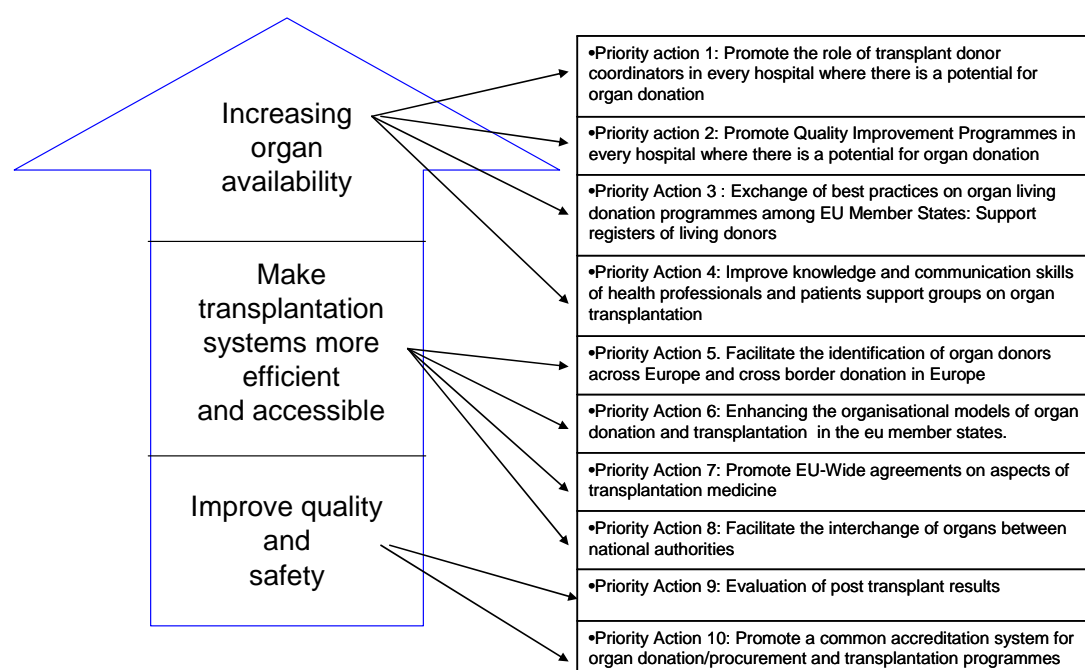 Increasing
organ
availability
Make
transplantation
systems more
efficient
and accessible
Improve quality
and
safety
•Priority action 1: Promote the role of transplant donor
coordinators in every hospital where there is a potential for
organ donation
•Priority action 2: Promote Quality Improvement Programmes in
every hospital where there is a potential for organ donation
•Priority Action 3 : Exchange of best practices on organ living
donation programmes among EU Member States: Support
registers of living donors
•Priority Action 4: Improve knowledge and communication skills
of health professionals and patients support groups on organ
transplantation
•Priority Action 5. Facilitate the identification of organ donors
across Europe and cross border donation in Europe
•Priority Action 6: Enhancing the organisational models of organ
donation and transplantation in the eu member states.
•Priority Action 7: Promote EU-Wide agreements on aspects of
transplantation medicine
•Priority Action 8: Facilitate the interchange of organs between
national authorities
•Priority Action 9: Evaluation of post transplant results
•Priority Action 10: Promote a common accreditation system for
organ donation/procurement and transplantation programmes